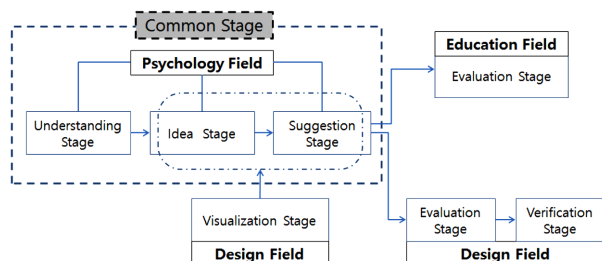 Common Stage
Psychology Field
Understanding
Stage
Idea Stage
Suggestion
Stage
Education Field
Evaluation Stage
Visualization Stage
Design Field
Evaluation
Stage
Verification
Stage
Design Field